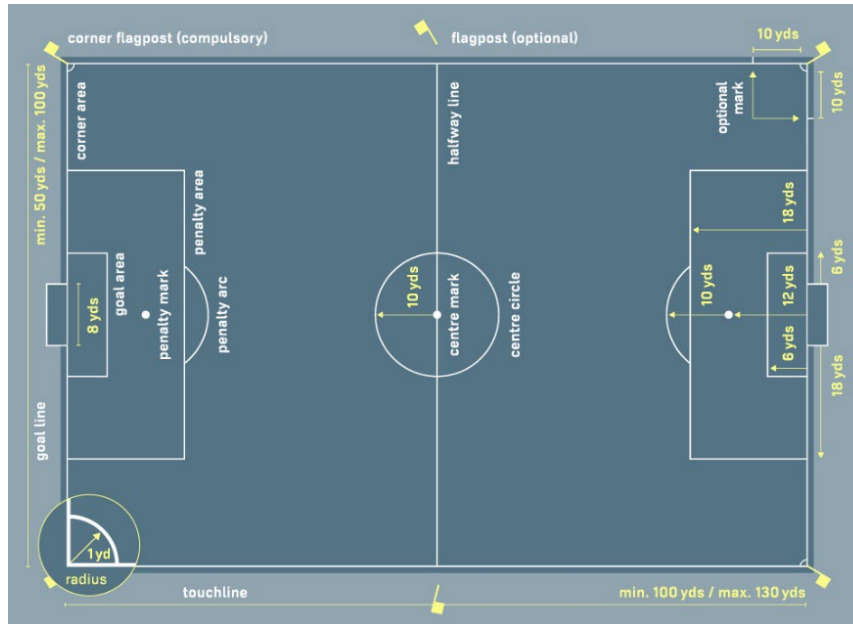 corner flagpost (compulsory)
flagpost (optional)
10 yds
min. 50 yds / max. 100 yds
corner area
halfway line
optional mark
10 yds
penalty area
18 yds
goal area
8 yds
penalty mark
penalty arc
10 yds
centre mark
centre circle
10 yds
12 yds
6 yds
6 yds
18 yds
goal line
1 yd
radius
touchline
min. 100 yds / max. 130 yds